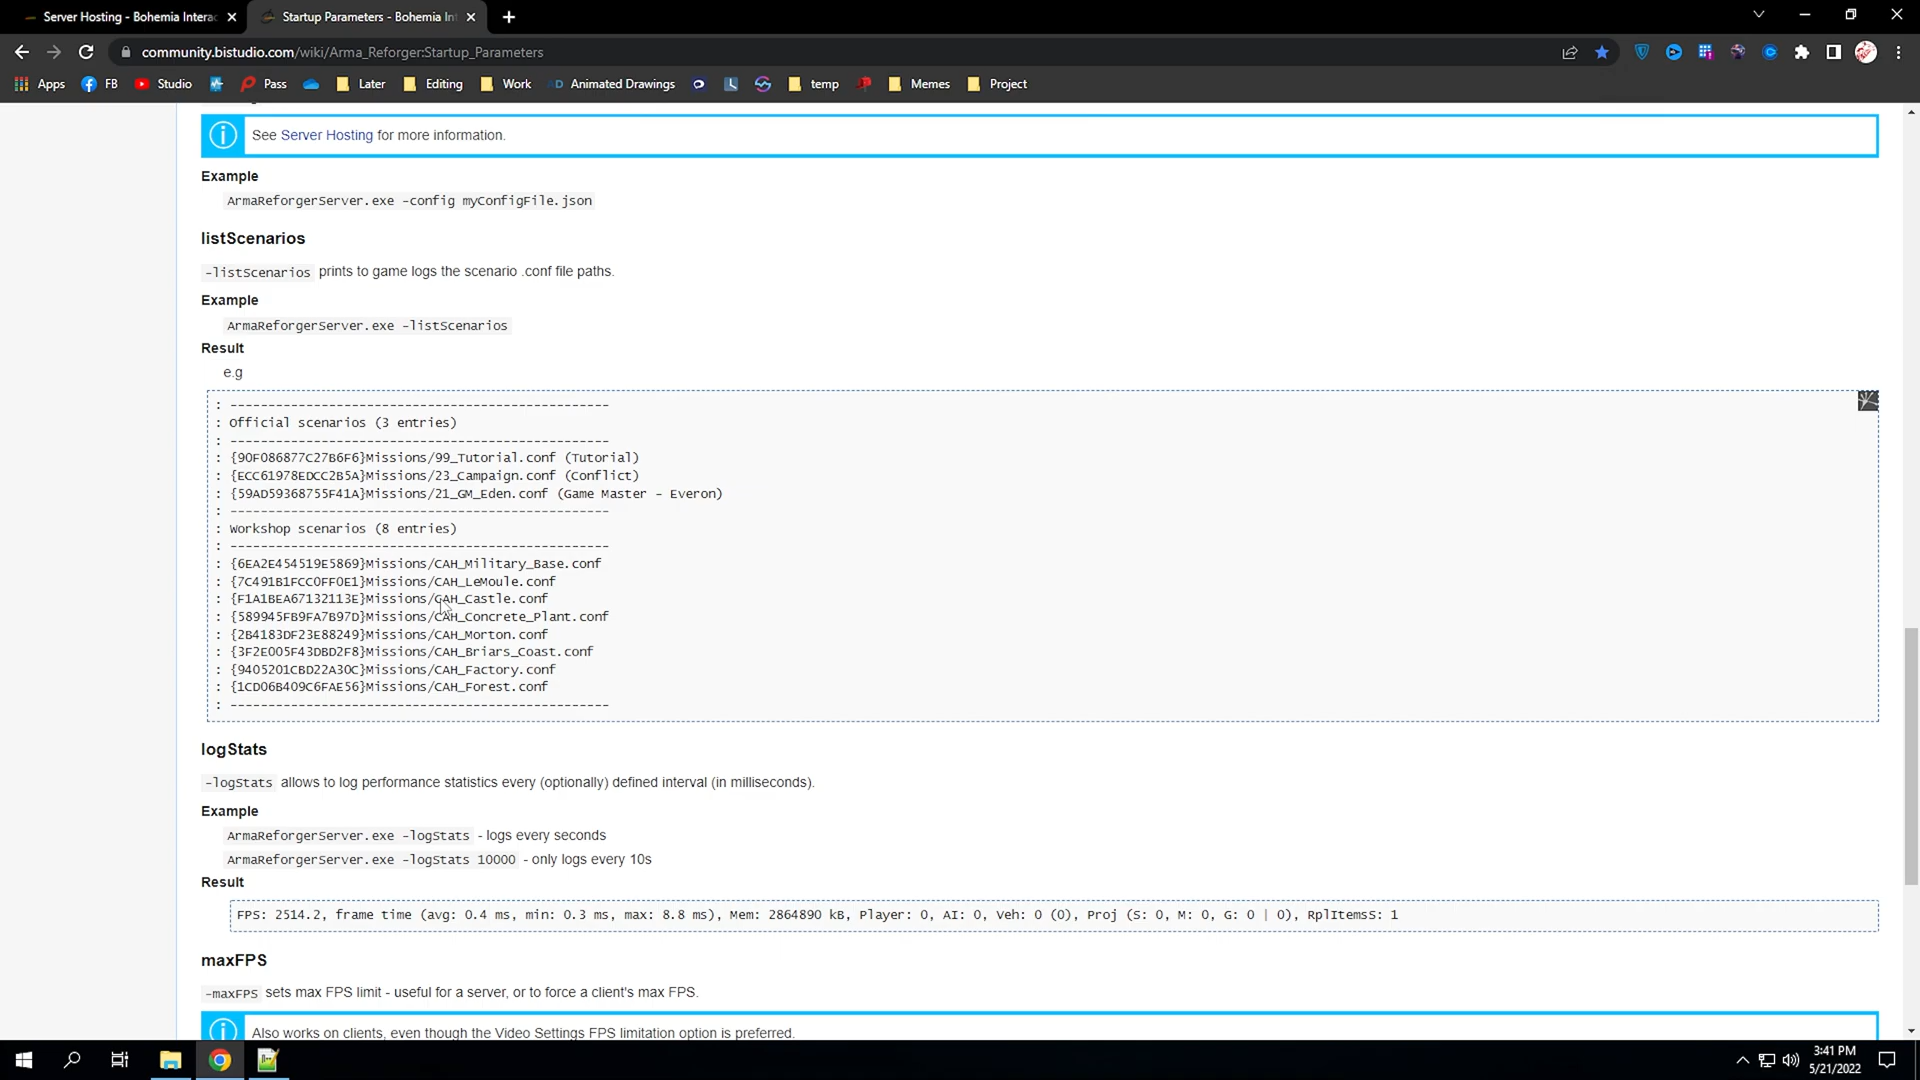 Server Hosting - Bohemia Interac
Startup Parameters - Bohemia Int
community.bistudio.com/wiki/Arma_Reforger:Startup_Parameters
Apps FB Studio Pass Later Editing Work Animated Drawings temp Memes Project
See Server Hosting for more information.
Example
ArmaReforgerServer.exe -config myConfigFile.json
listScenarios
-listScenarios prints to game logs the scenario .conf file paths.
Example
ArmaReforgerServer.exe -listScenarios
Result
e.g
: --------------------------------------------------
: Official scenarios (3 entries)
: --------------------------------------------------
: {90F086877C27B6F6}Missions/99_Tutorial.conf (Tutorial)
: {ECC61978EDCC2B5A}Missions/23_Campaign.conf (Conflict)
: {59AD59368755F41A}Missions/21_GM_Eden.conf (Game Master - Everon)
: --------------------------------------------------
: Workshop scenarios (8 entries)
: --------------------------------------------------
: {6EA2E454519E5869}Missions/CAH_Military_Base.conf
: {7C491B1FCC0FF0E1}Missions/CAH_LeMoule.conf
: {F1A1BEA67132113E}Missions/CAH_Castle.conf
: {589945FB9FA7B97D}Missions/CAH_Concrete_Plant.conf
: {2B4183DF23E88249}Missions/CAH_Morton.conf
: {3F2E005F43DBD2F8}Missions/CAH_Briars_Coast.conf
: {9405201CBD22A30C}Missions/CAH_Factory.conf
: {1CD06B409C6FAE56}Missions/CAH_Forest.conf
: --------------------------------------------------
logStats
-logStats allows to log performance statistics every (optionally) defined interval (in milliseconds).
Example
ArmaReforgerServer.exe -logStats - logs every seconds
ArmaReforgerServer.exe -logStats 10000 - only logs every 10s
Result
FPS: 2514.2, frame time (avg: 0.4 ms, min: 0.3 ms, max: 8.8 ms), Mem: 2864890 kB, Player: 0, AI: 0, Veh: 0 (0), Proj (S: 0, M: 0, G: 0 | 0), RplItemsS: 1
maxFPS
-maxFPS sets max FPS limit - useful for a server, or to force a client's max FPS.
Also works on clients, even though the Video Settings FPS limitation option is preferred.
3:41 PM
5/21/2022